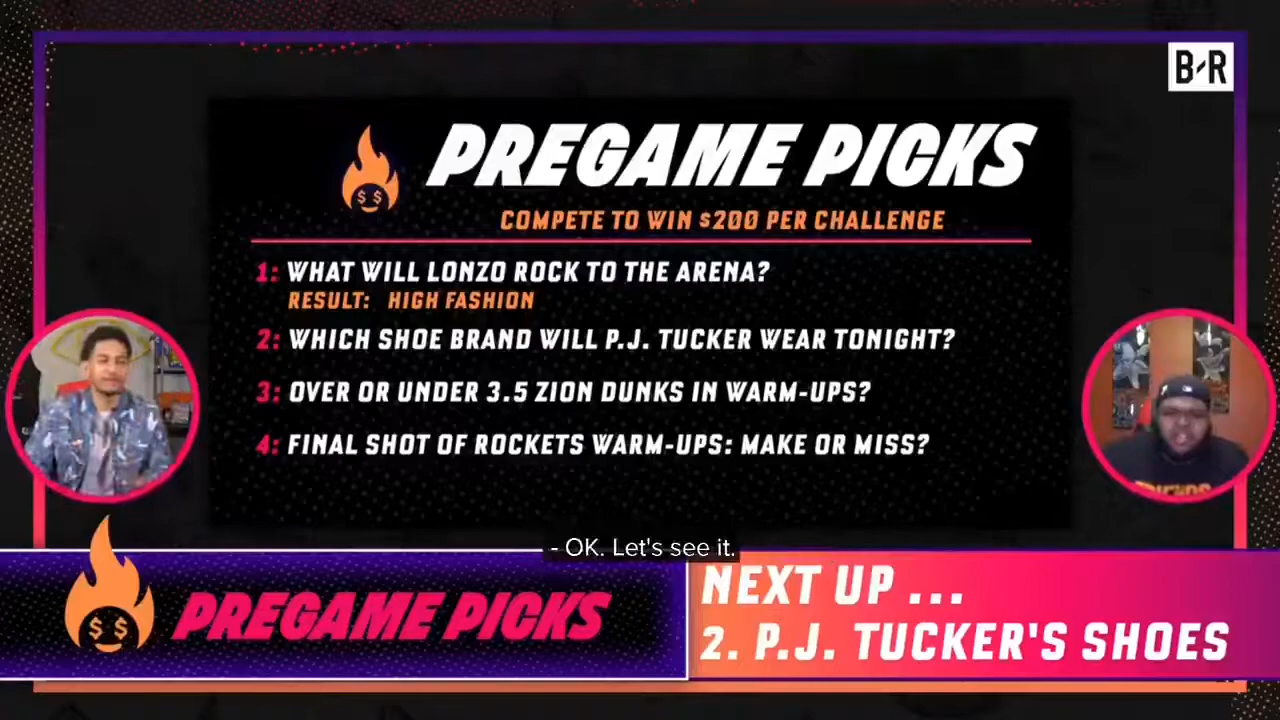 B/R
PREGAME PICKS
COMPETE TO WIN $200 PER CHALLENGE
1: WHAT WILL LONZO ROCK TO THE ARENA?
RESULT: HIGH FASHION
2: WHICH SHOE BRAND WILL P.J. TUCKER WEAR TONIGHT?
3: OVER OR UNDER 3.5 ZION DUNKS IN WARM-UPS?
4: FINAL SHOT OF ROCKETS WARM-UPS: MAKE OR MISS?
- OK. Let's see it.
$ $ PREGAME PICKS
NEXT UP ...
2. P.J. TUCKER'S SHOES